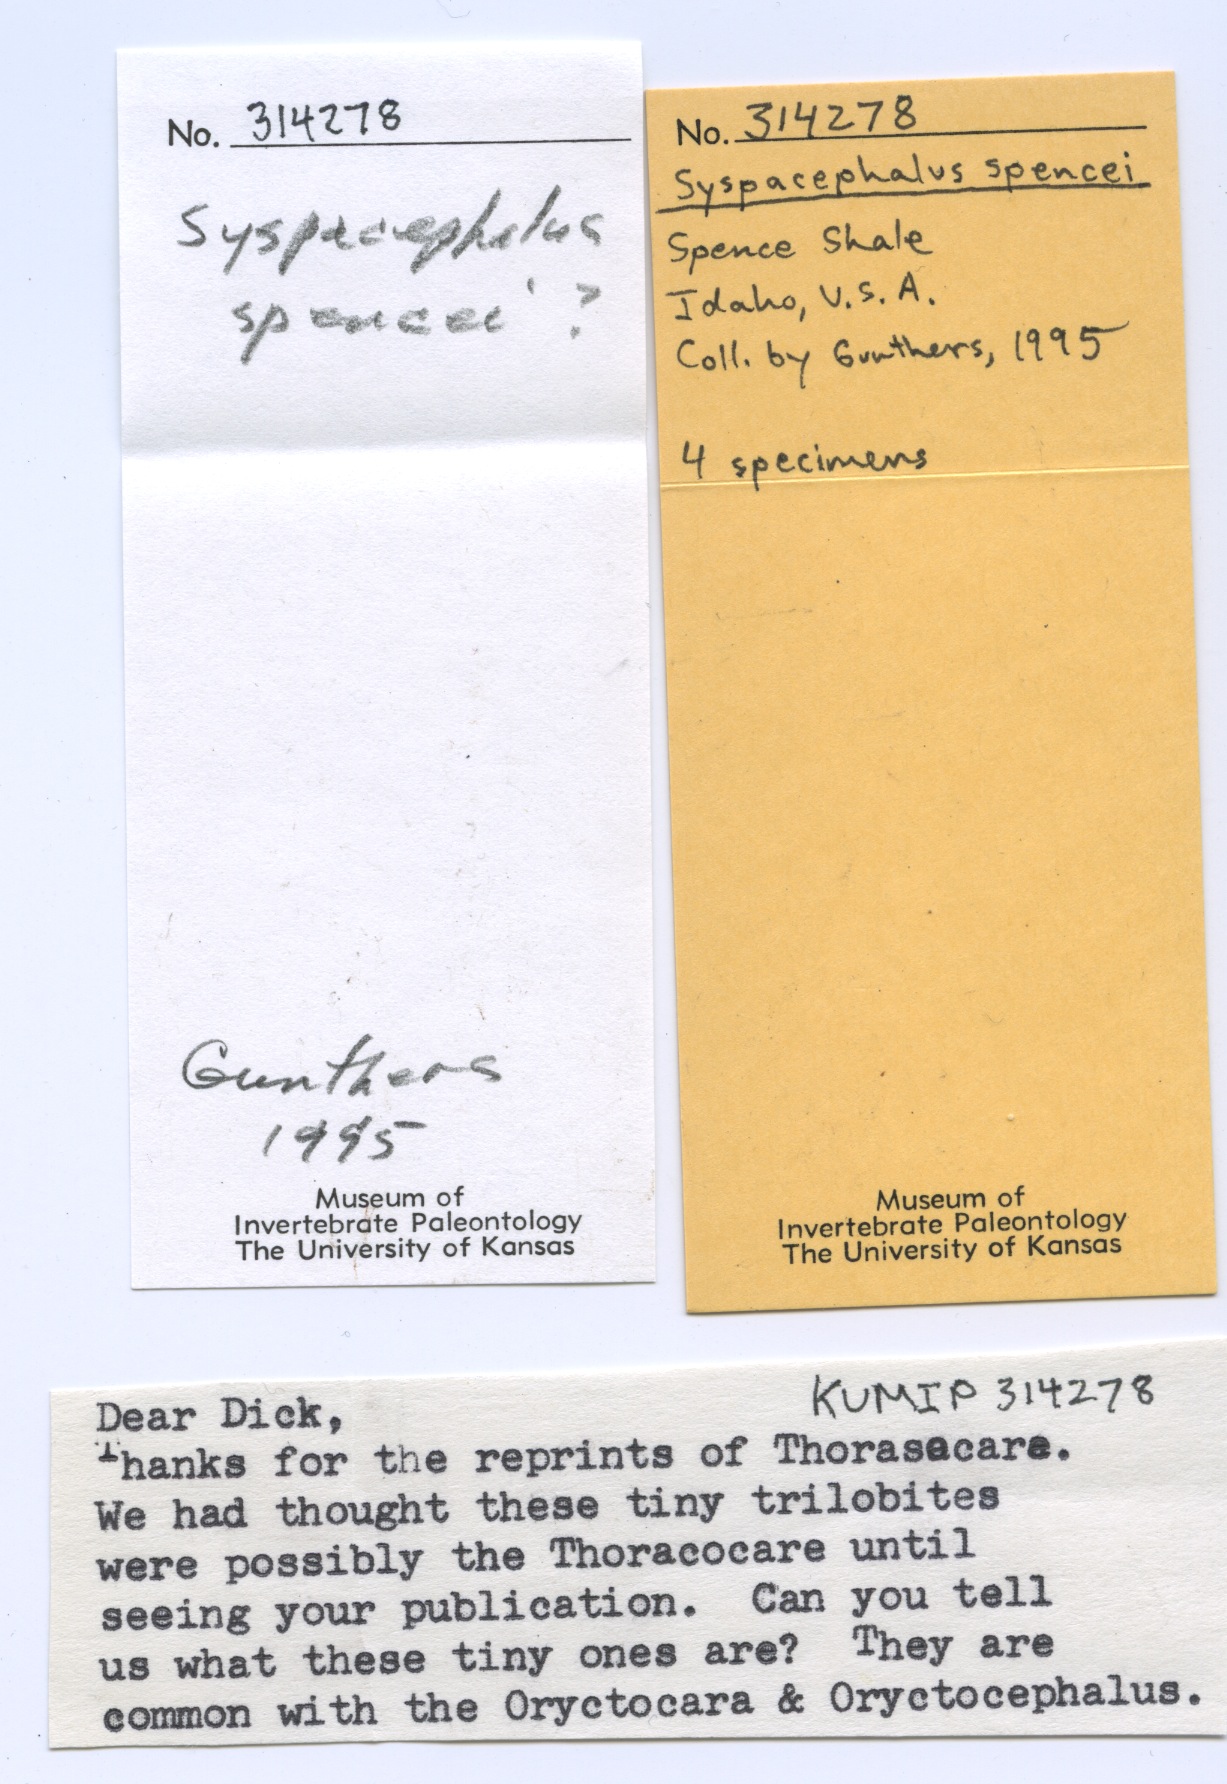 No. 314278
Syspacephalus
spencei ?
Gunthers
1995
Museum of
Invertebrate Paleontology
The University of Kansas
No. 314278
Syspacephalus spencei
Spence Shale
Idaho, U.S.A.
Coll. by Gunthers, 1995
4 specimens
Museum of
Invertebrate Paleontology
The University of Kansas
KUMIP 314278
Dear Dick,
Thanks for the reprints of Thorasacare.
We had thought these tiny trilobites
were possibly the Thoracocare until
seeing your publication. Can you tell
us what these tiny ones are? They are
common with the Oryctocara & Oryctocephalus.